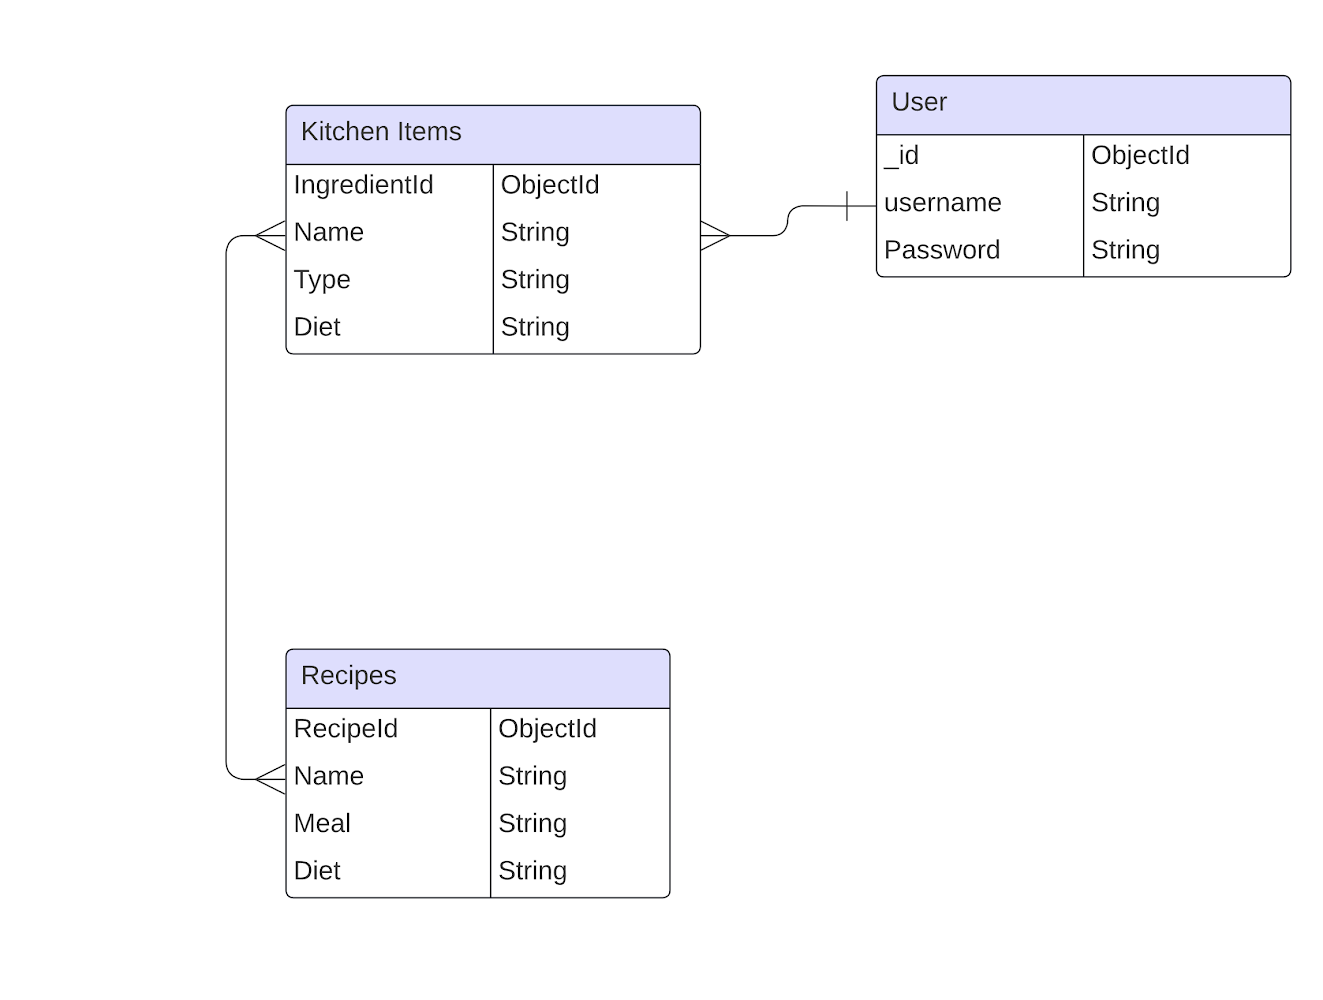 User
_id ObjectId
username String
Password String
Kitchen Items
IngredientId ObjectId
Name String
Type String
Diet String
Recipes
RecipeId ObjectId
Name String
Meal String
Diet String